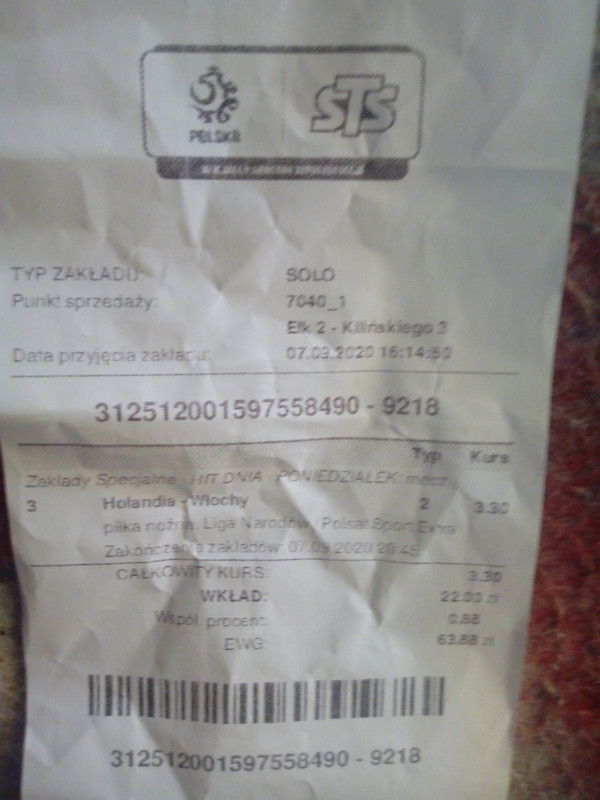 POLSKA
STS
TYP ZAKŁADU: SOLO
Punkt sprzedaży: 7040_1
Ełk 2 - Kilińskiego 3
Data przyjęcia zakładu: 07.09.2020 16:14:50
312512001597558490 - 9218
Typ Kurs
Zakłady Specjalne HIT DNIA - PONIEDZIAŁEK: mecz
3 Holandia - Włochy 2 3.30
piłka nożna, Liga Narodów / Polsat Sport Extra
Zakończenie zakładów: 07.09.2020 20:45
CAŁKOWITY KURS: 3.30
WKŁAD: 22.00 zł
Współ. procent: 0.88
EWG: 63.88 zł
312512001597558490 - 9218